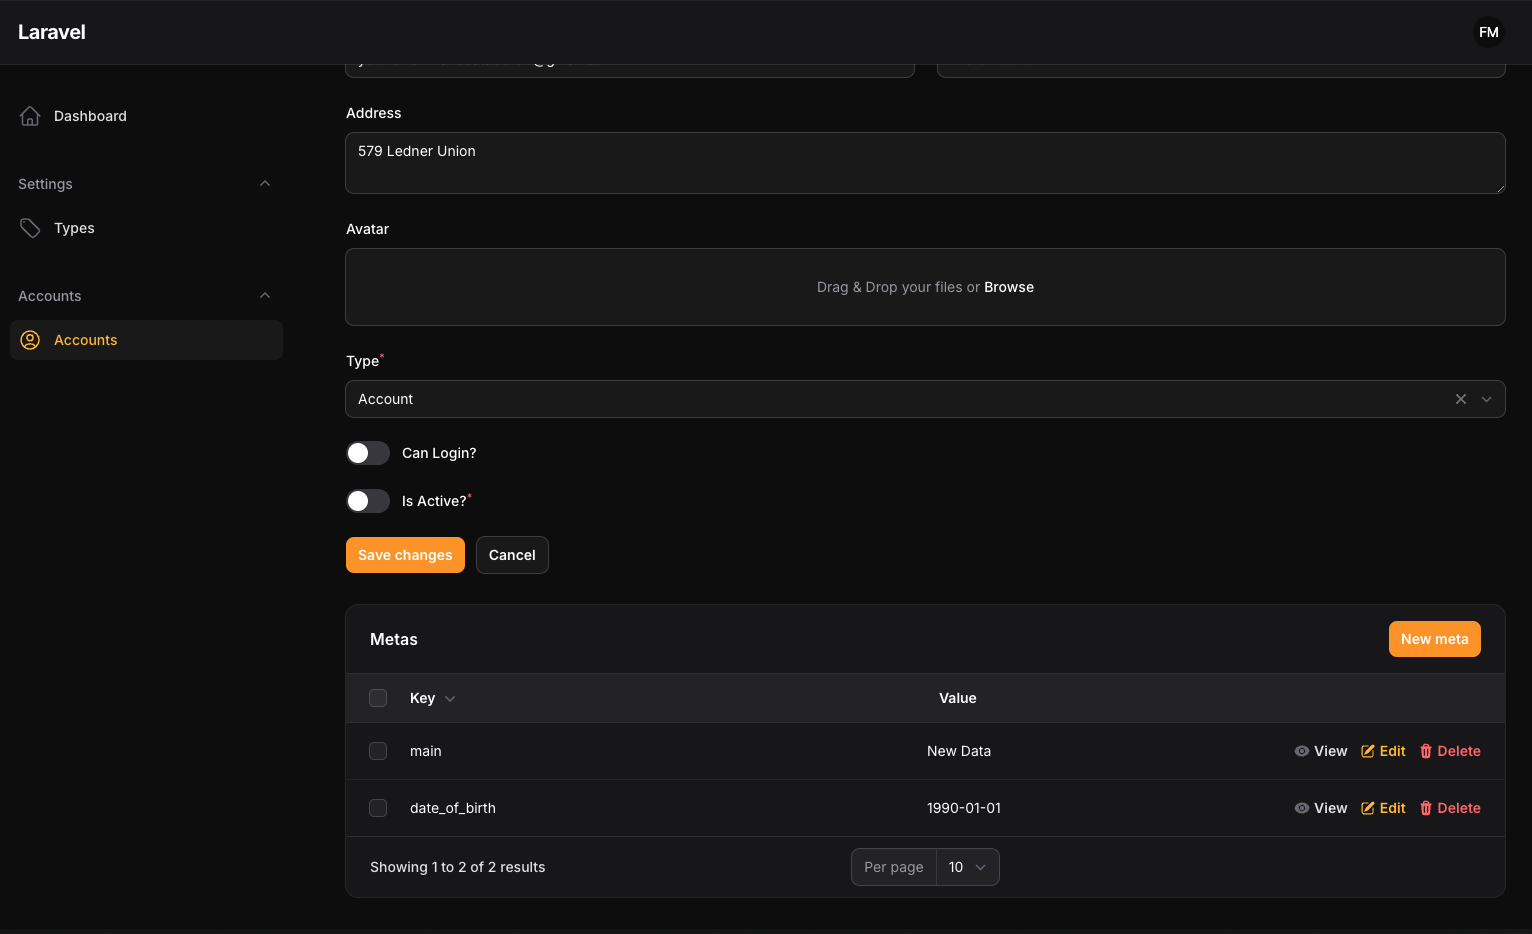 Laravel
FM
Dashboard
Settings
Types
Accounts
Accounts
Address
579 Ledner Union
Avatar
Drag & Drop your files or Browse
Type*
Account
Can Login?
Is Active?*
Save changes
Cancel
Metas
New meta
Key
Value
main
New Data
View
Edit
Delete
date_of_birth
1990-01-01
View
Edit
Delete
Showing 1 to 2 of 2 results
Per page
10